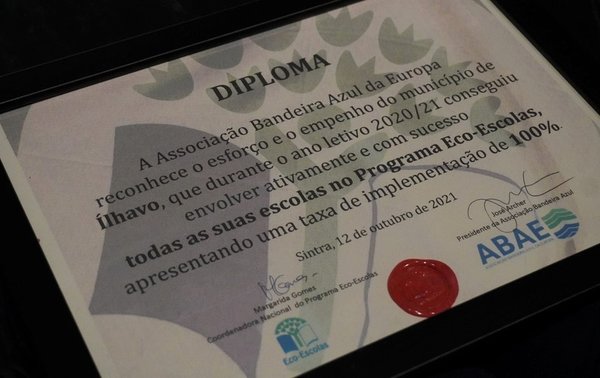 DIPLOMA
A Associação Bandeira Azul da Europa
reconhece o esforço e o empenho do município de
Ílhavo, que durante o ano letivo 2020/21 conseguiu
envolver ativamente e com sucesso
todas as suas escolas no Programa Eco-Escolas,
apresentando uma taxa de implementação de 100%.
Sintra, 12 de outubro de 2021
José Archer
Presidente da Associação Bandeira Azul
ABAE
Margarida Gomes
Coordenadora Nacional do Programa Eco-Escolas
Eco-Escolas